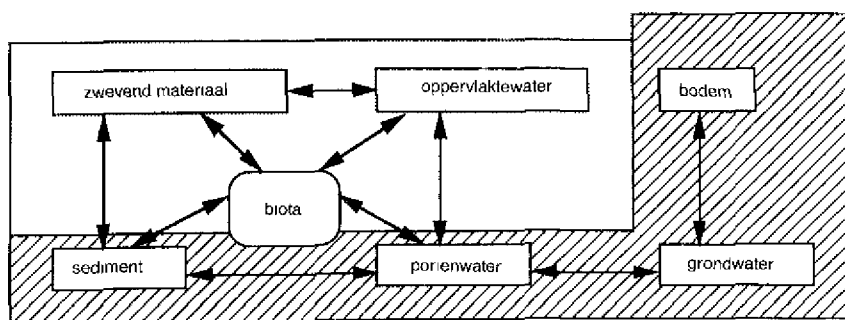 zwevend materiaal
oppervlaktewater
bodem
biota
sediment
porienwater
grondwater